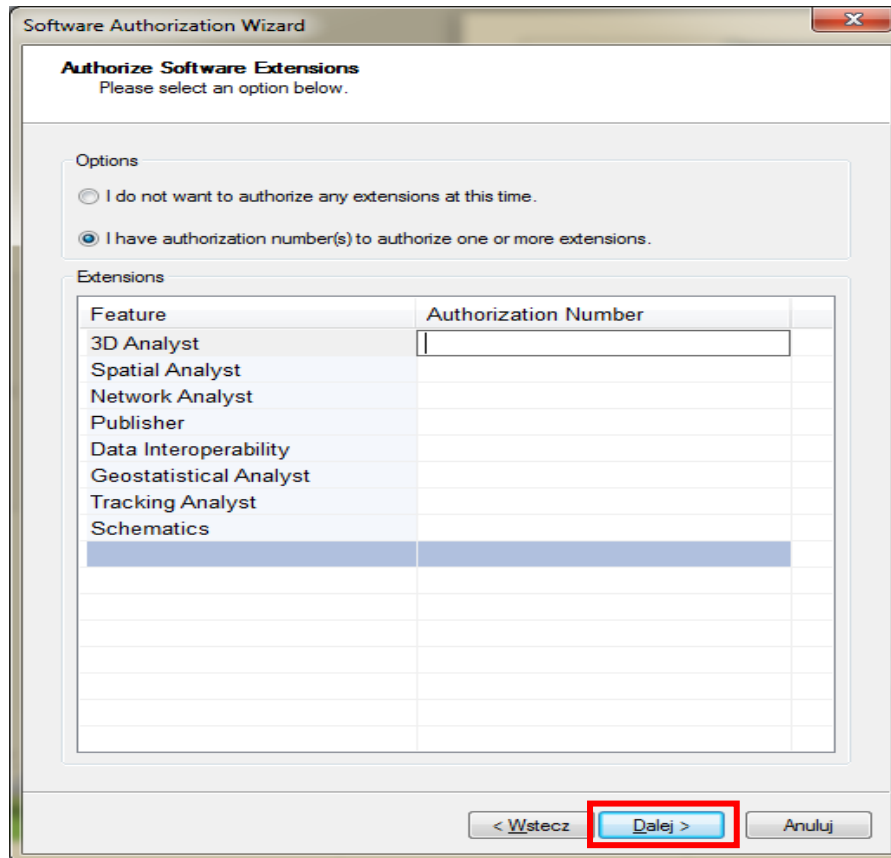 Software Authorization Wizard
Authorize Software Extensions
Please select an option below.
Options
I do not want to authorize any extensions at this time.
I have authorization number(s) to authorize one or more extensions.
Extensions
Feature Authorization Number
3D Analyst
Spatial Analyst
Network Analyst
Publisher
Data Interoperability
Geostatistical Analyst
Tracking Analyst
Schematics
< Wstecz Dalej > Anuluj